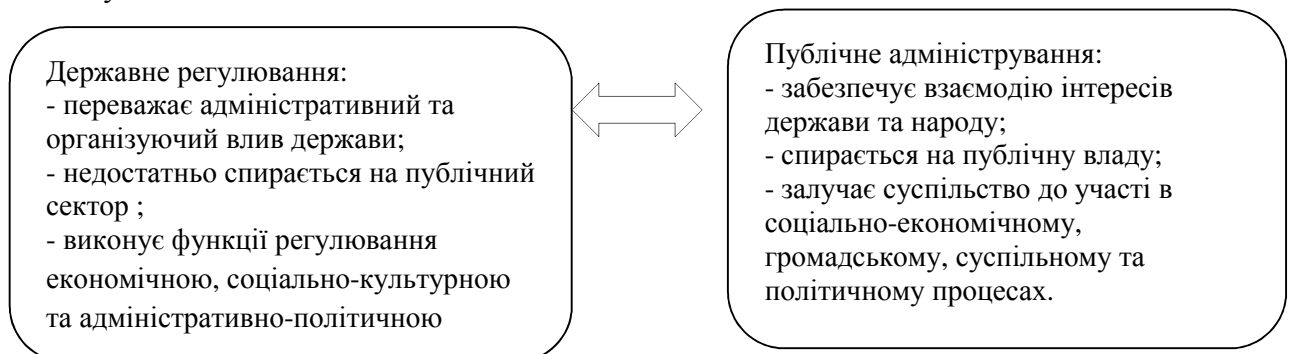 Державне регулювання:
- переважає адміністративний та
організуючий влив держави;
- недостатньо спирається на публічний
сектор ;
- виконує функції регулювання
економічною, соціально-культурною
та адміністративно-політичною
Публічне адміністрування:
- забезпечує взаємодію інтересів
держави та народу;
- спирається на публічну владу;
- залучає суспільство до участі в
соціально-економічному,
громадському, суспільному та
політичному процесах.